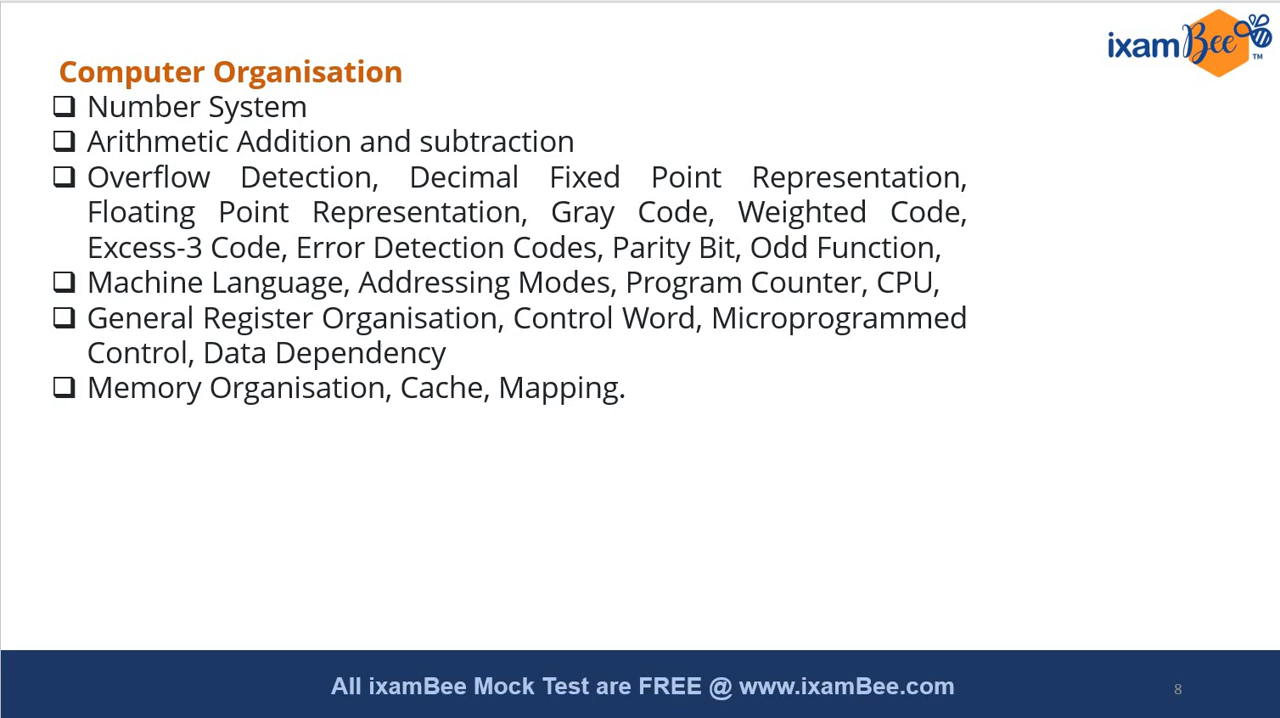 ixamBee™
Computer Organisation
❑ Number System
❑ Arithmetic Addition and subtraction
❑ Overflow Detection, Decimal Fixed Point Representation,
Floating Point Representation, Gray Code, Weighted Code,
Excess-3 Code, Error Detection Codes, Parity Bit, Odd Function,
❑ Machine Language, Addressing Modes, Program Counter, CPU,
❑ General Register Organisation, Control Word, Microprogrammed
Control, Data Dependency
❑ Memory Organisation, Cache, Mapping.
All ixamBee Mock Test are FREE @ www.ixamBee.com
8